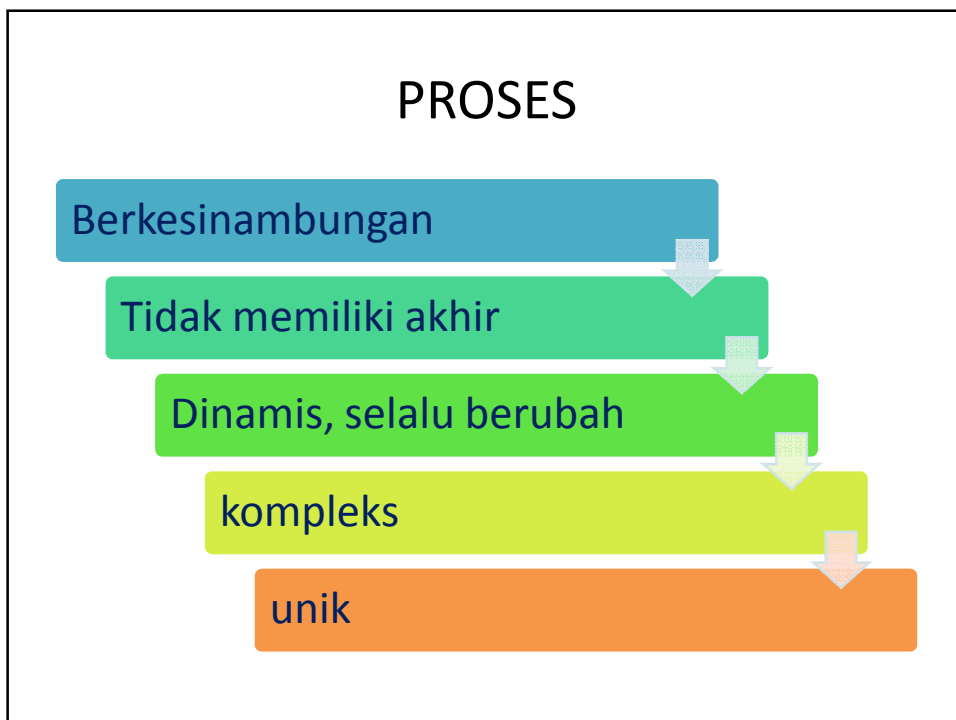 PROSES
Berkesinambungan
Tidak memiliki akhir
Dinamis, selalu berubah
kompleks
unik